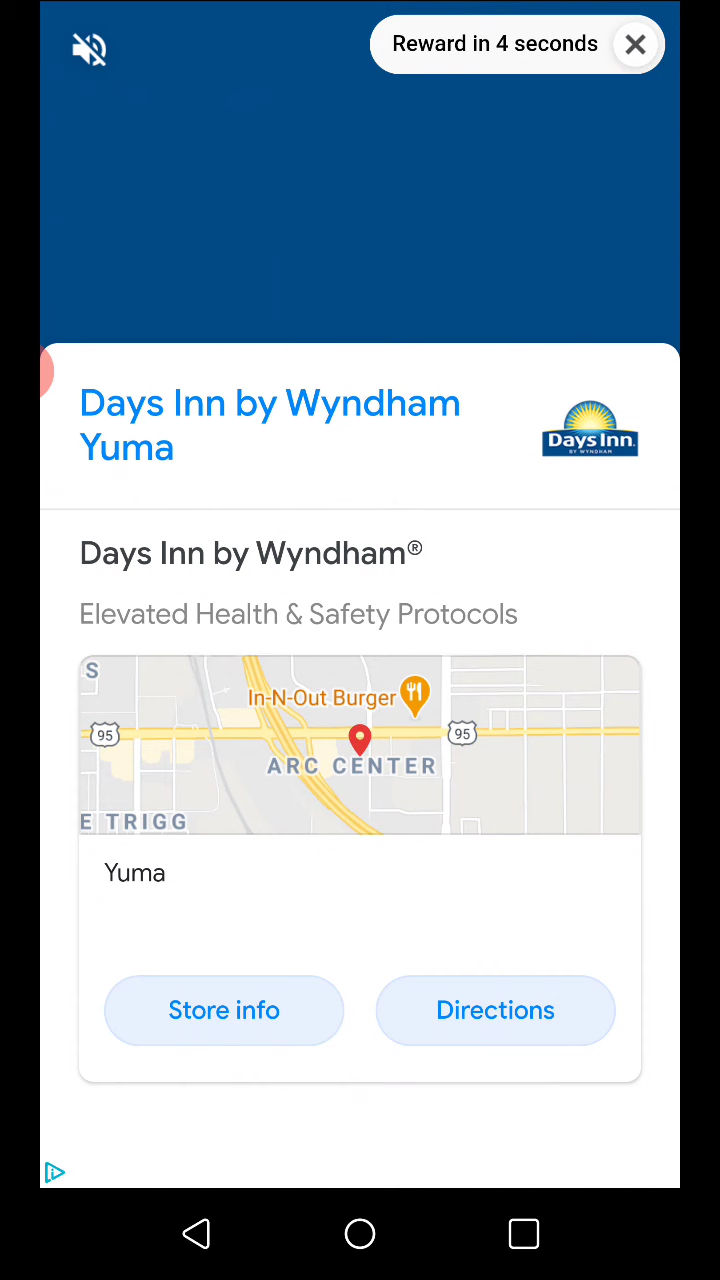 Reward in 4 seconds
Days Inn by Wyndham
Yuma
Days Inn.
BY WYNDHAM
Days Inn by Wyndham®
Elevated Health & Safety Protocols
S
In-N-Out Burger
95
95
ARC CENTER
E TRIGG
Yuma
Store info
Directions